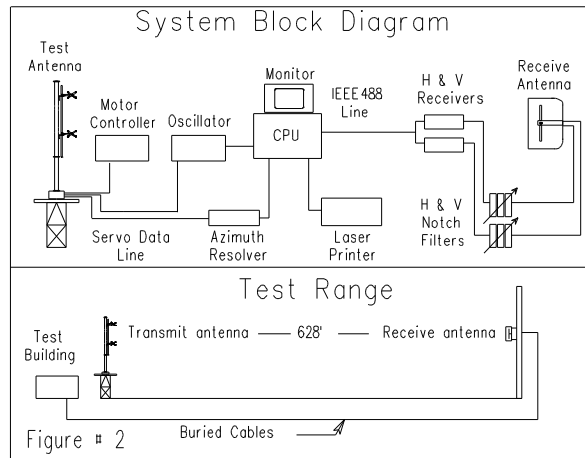 System Block Diagram
Test
Antenna
Motor
Controller
Oscillator
Monitor
CPU
IEEE 488
Line
H & V
Receivers
Receive
Antenna
Servo Data
Line
Azimuth
Resolver
Laser
Printer
H & V
Notch
Filters
Test Range
Test
Building
Transmit antenna — 628' — Receive antenna
Buried Cables
Figure # 2